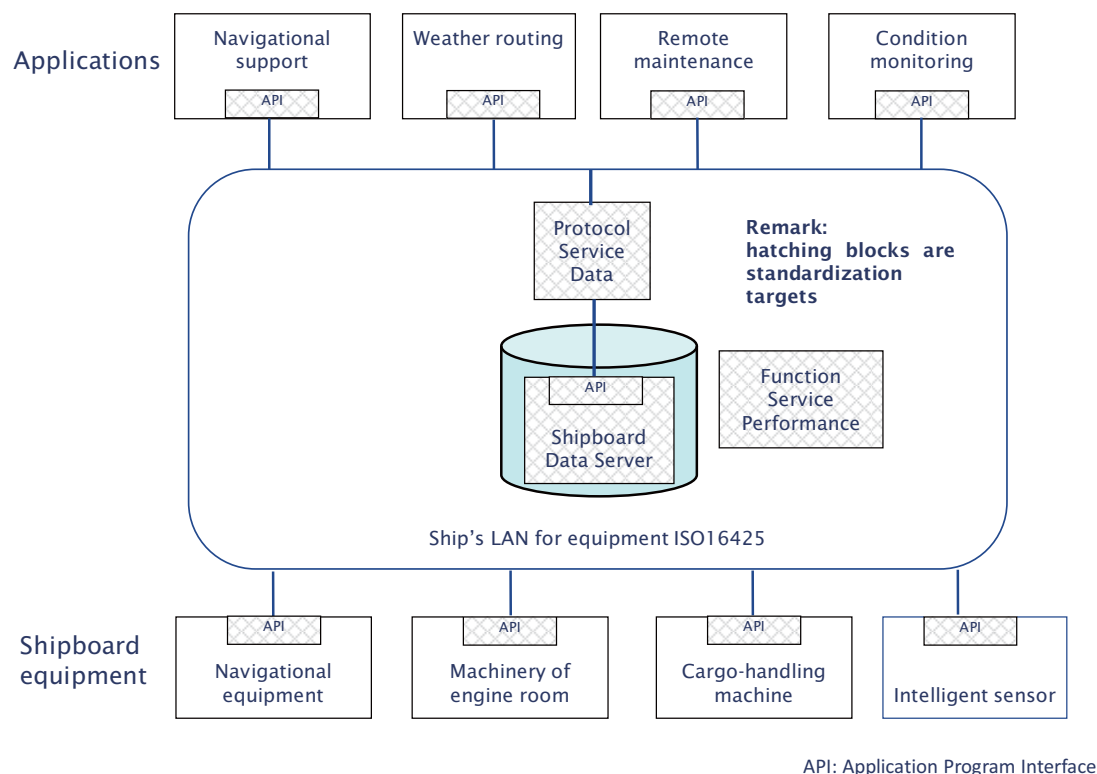 Applications
Navigational
support
API
Weather routing
API
Remote
maintenance
API
Condition
monitoring
API
Protocol
Service
Data
Remark:
hatching blocks are
standardization
targets
API
Shipboard
Data Server
Function
Service
Performance
Ship's LAN for equipment ISO16425
Shipboard
equipment
API
Navigational
equipment
API
Machinery of
engine room
API
Cargo-handling
machine
API
Intelligent sensor
API: Application Program Interface